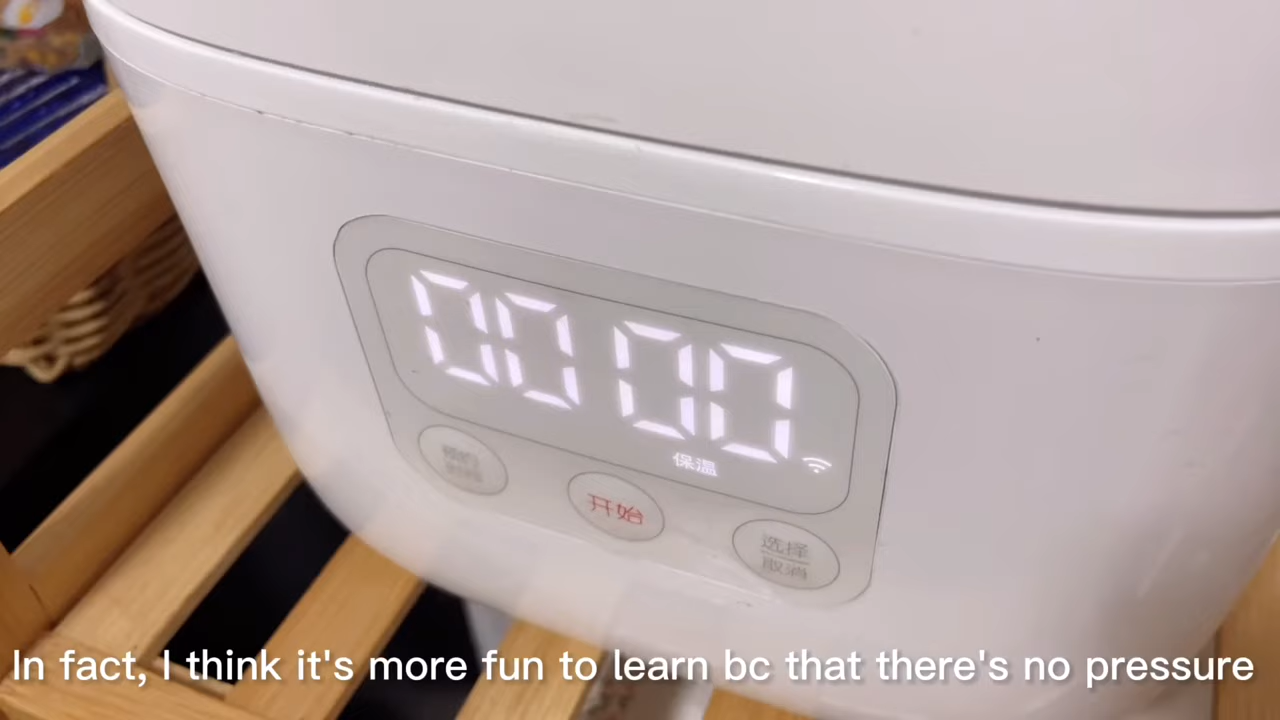 00 00
保温
开始
选择
取消
In fact, I think it's more fun to learn bc that there's no pressure